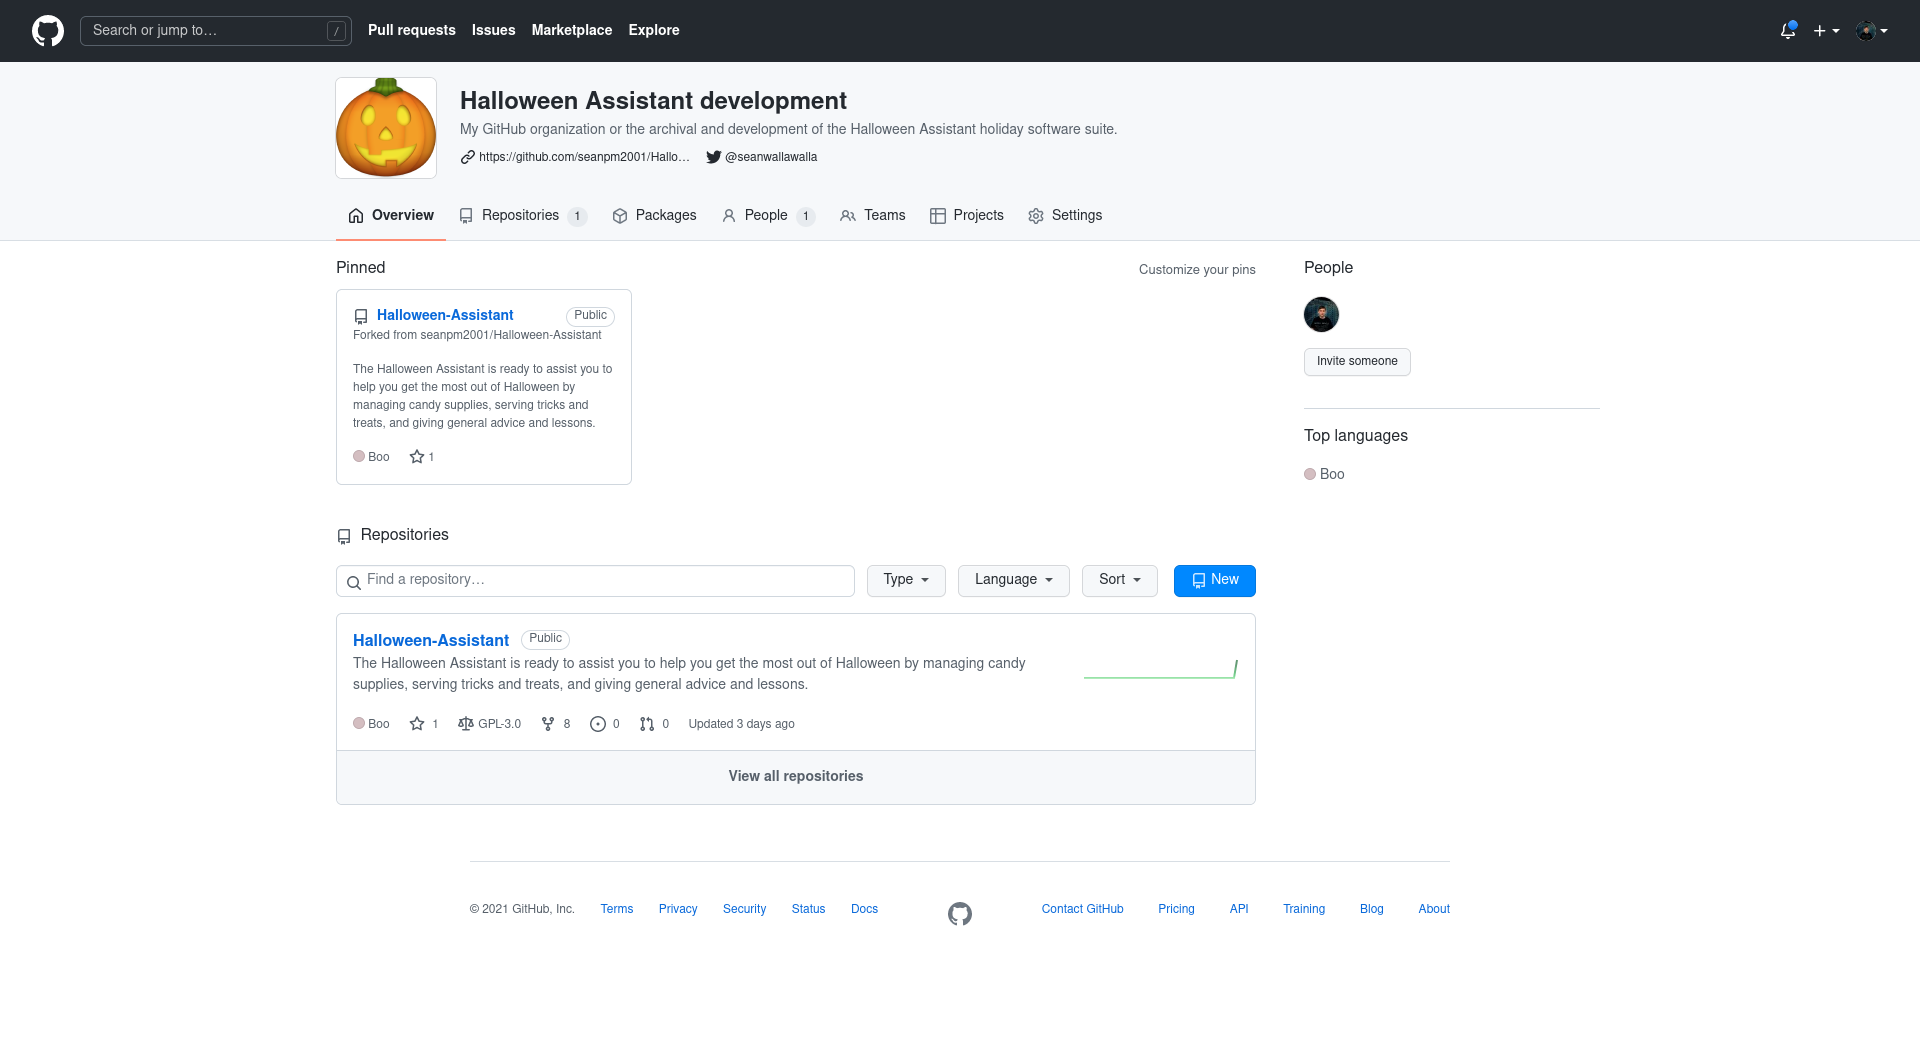 Search or jump to…
/
Pull requests
Issues
Marketplace
Explore
Halloween Assistant development
My GitHub organization or the archival and development of the Halloween Assistant holiday software suite.
https://github.com/seanpm2001/Hallo…
@seanwallawalla
Overview
Repositories 1
Packages
People 1
Teams
Projects
Settings
Pinned
Customize your pins
Halloween-Assistant
Public
Forked from seanpm2001/Halloween-Assistant
The Halloween Assistant is ready to assist you to
help you get the most out of Halloween by
managing candy supplies, serving tricks and
treats, and giving general advice and lessons.
Boo
1
People
Invite someone
Top languages
Boo
Repositories
Find a repository…
Type
Language
Sort
New
Halloween-Assistant
Public
The Halloween Assistant is ready to assist you to help you get the most out of Halloween by managing candy
supplies, serving tricks and treats, and giving general advice and lessons.
Boo
1
GPL-3.0
8
0
0
Updated 3 days ago
View all repositories
© 2021 GitHub, Inc.
Terms
Privacy
Security
Status
Docs
Contact GitHub
Pricing
API
Training
Blog
About